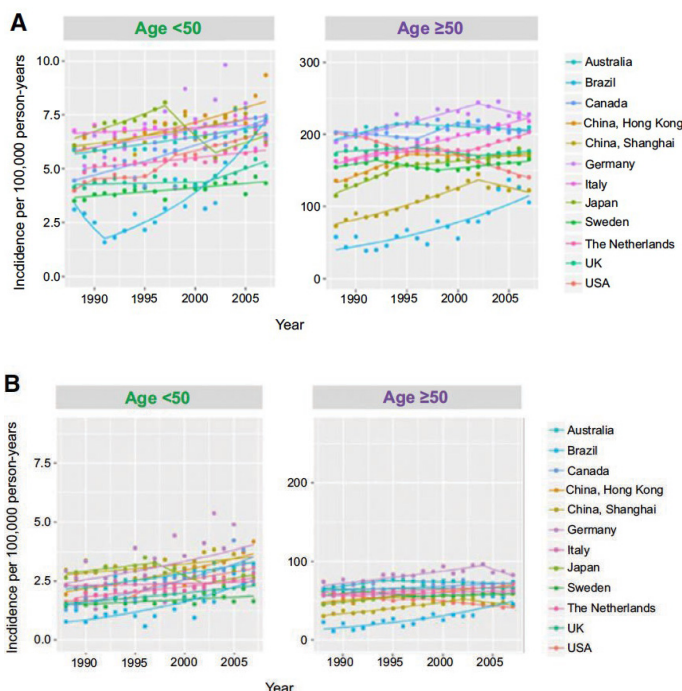 A
Age <50
Age ≥50
Incdidence per 100,000 person-years
10.0
7.5
5.0
2.5
0.0
1990 1995 2000 2005
300
200
100
0
1990 1995 2000 2005
Year
Australia
Brazil
Canada
China, Hong Kong
China, Shanghai
Germany
Italy
Japan
Sweden
The Netherlands
UK
USA
B
Age <50
Age ≥50
Incdidence per 100,000 person-years
7.5
5.0
2.5
0.0
1990 1995 2000 2005
200
100
0
1990 1995 2000 2005
Year
Australia
Brazil
Canada
China, Hong Kong
China, Shanghai
Germany
Italy
Japan
Sweden
The Netherlands
UK
USA